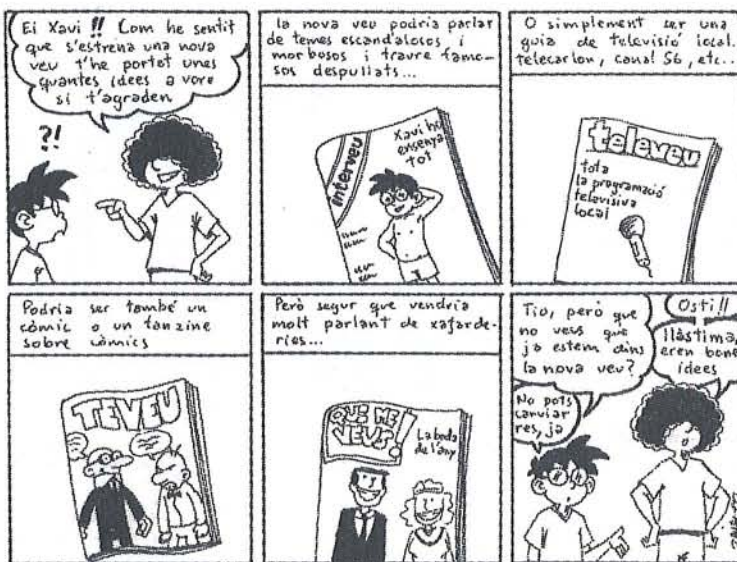 Ei Xavi!! Com he sentit
que s'estrena una nova
veu t'he portat unes
quantes idees a vore
si t'agraden
?!
la nova veu podria parlar
de temes escandalosos i
morbosos i traure famo-
sos despullats...
interveu
Xavi ho
ensenya
tot
O simplement ser una
guia de televisió local.
telecarlon, canal 56, etc..
televeu
tota
la programació
televisiva
local
Podria ser també un
còmic o un fanzine
sobre còmics
TEVEU
Però segur que vendria
molt parlant de xafarde-
ries...
QUE ME
VEUS!
La boda
de l'any
Tio, però que
no veus que
ja estem dins
la nova veu?
No pots
canviar
res, ja
Osti!!
llàstima,
eren bones
idees